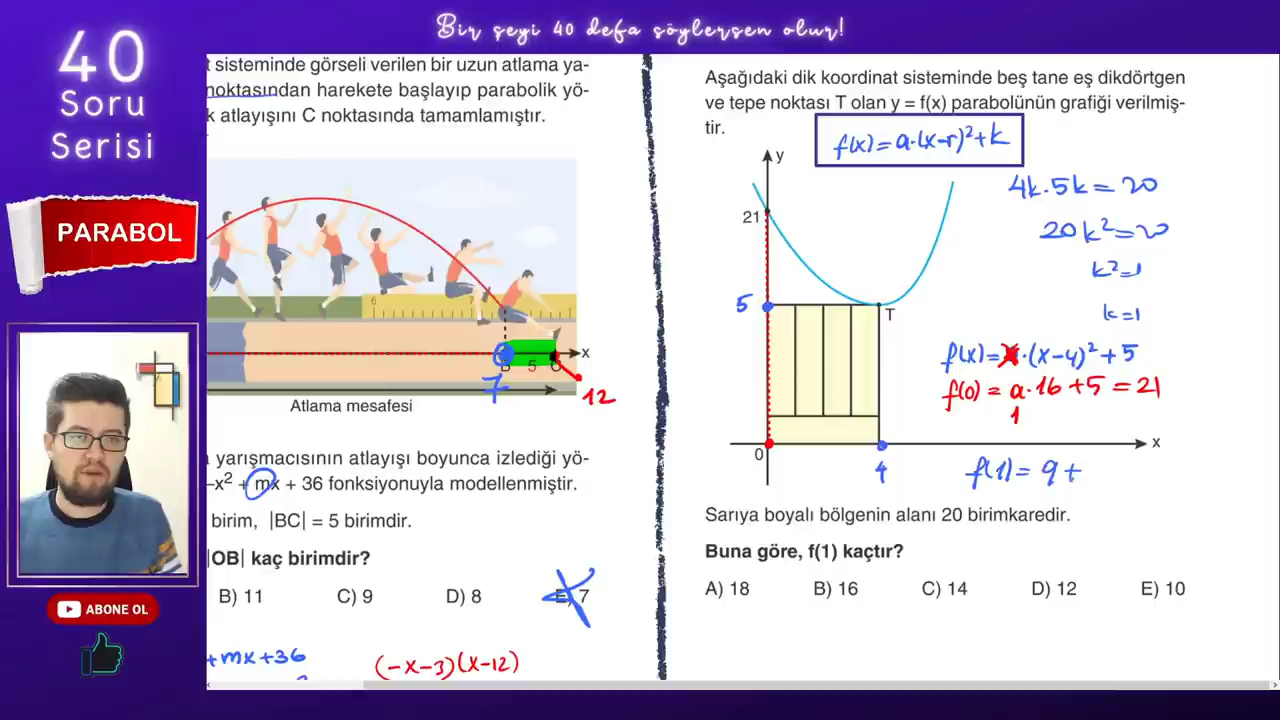 Bir şeyi 40 defa söylersen olur!
40
Soru
Serisi
PARABOL
ABONE OL
t sisteminde görseli verilen bir uzun atlama ya-
noktasından harekete başlayıp parabolik yö-
k atlayışını C noktasında tamamlamıştır.
6
7
x
B 5 C
7
12
Atlama mesafesi
yarışmacısının atlayışı boyunca izlediği yö-
–x² + mx + 36 fonksiyonuyla modellenmiştir.
birim, |BC| = 5 birimdir.
|OB| kaç birimdir?
B) 11 C) 9 D) 8 E) 7
+mx+36
(-x-3)(x-12)
Aşağıdaki dik koordinat sisteminde beş tane eş dikdörtgen
ve tepe noktası T olan y = f(x) parabolünün grafiği verilmiş-
tir.
f(x)=a.(x-r)²+k
y
21
5
T
0
4
x
4k.5k=20
20k²=20
k²=1
k=1
f(x)=a.(x-4)²+5
f(0)=a.16+5=21
1
f(1)=9+
Sarıya boyalı bölgenin alanı 20 birimkaredir.
Buna göre, f(1) kaçtır?
A) 18 B) 16 C) 14 D) 12 E) 10